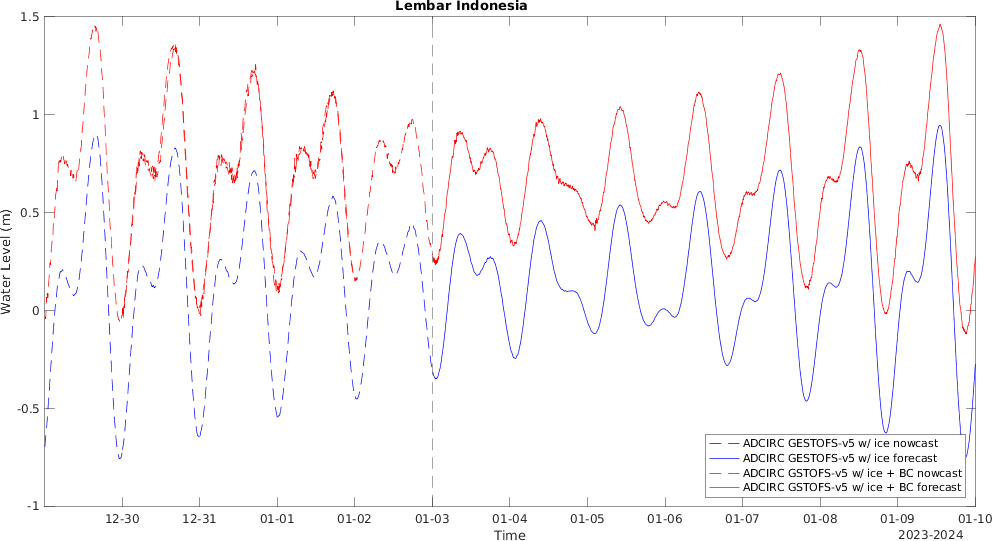 Lembar Indonesia
1.5
1
0.5
0
-0.5
-1
Water Level (m)
12-30
12-31
01-01
01-02
01-03
01-04
01-05
01-06
01-07
01-08
01-09
01-10
Time
2023-2024
ADCIRC GESTOFS-v5 w/ ice nowcast
ADCIRC GESTOFS-v5 w/ ice forecast
ADCIRC GSTOFS-v5 w/ ice + BC nowcast
ADCIRC GSTOFS-v5 w/ ice + BC forecast